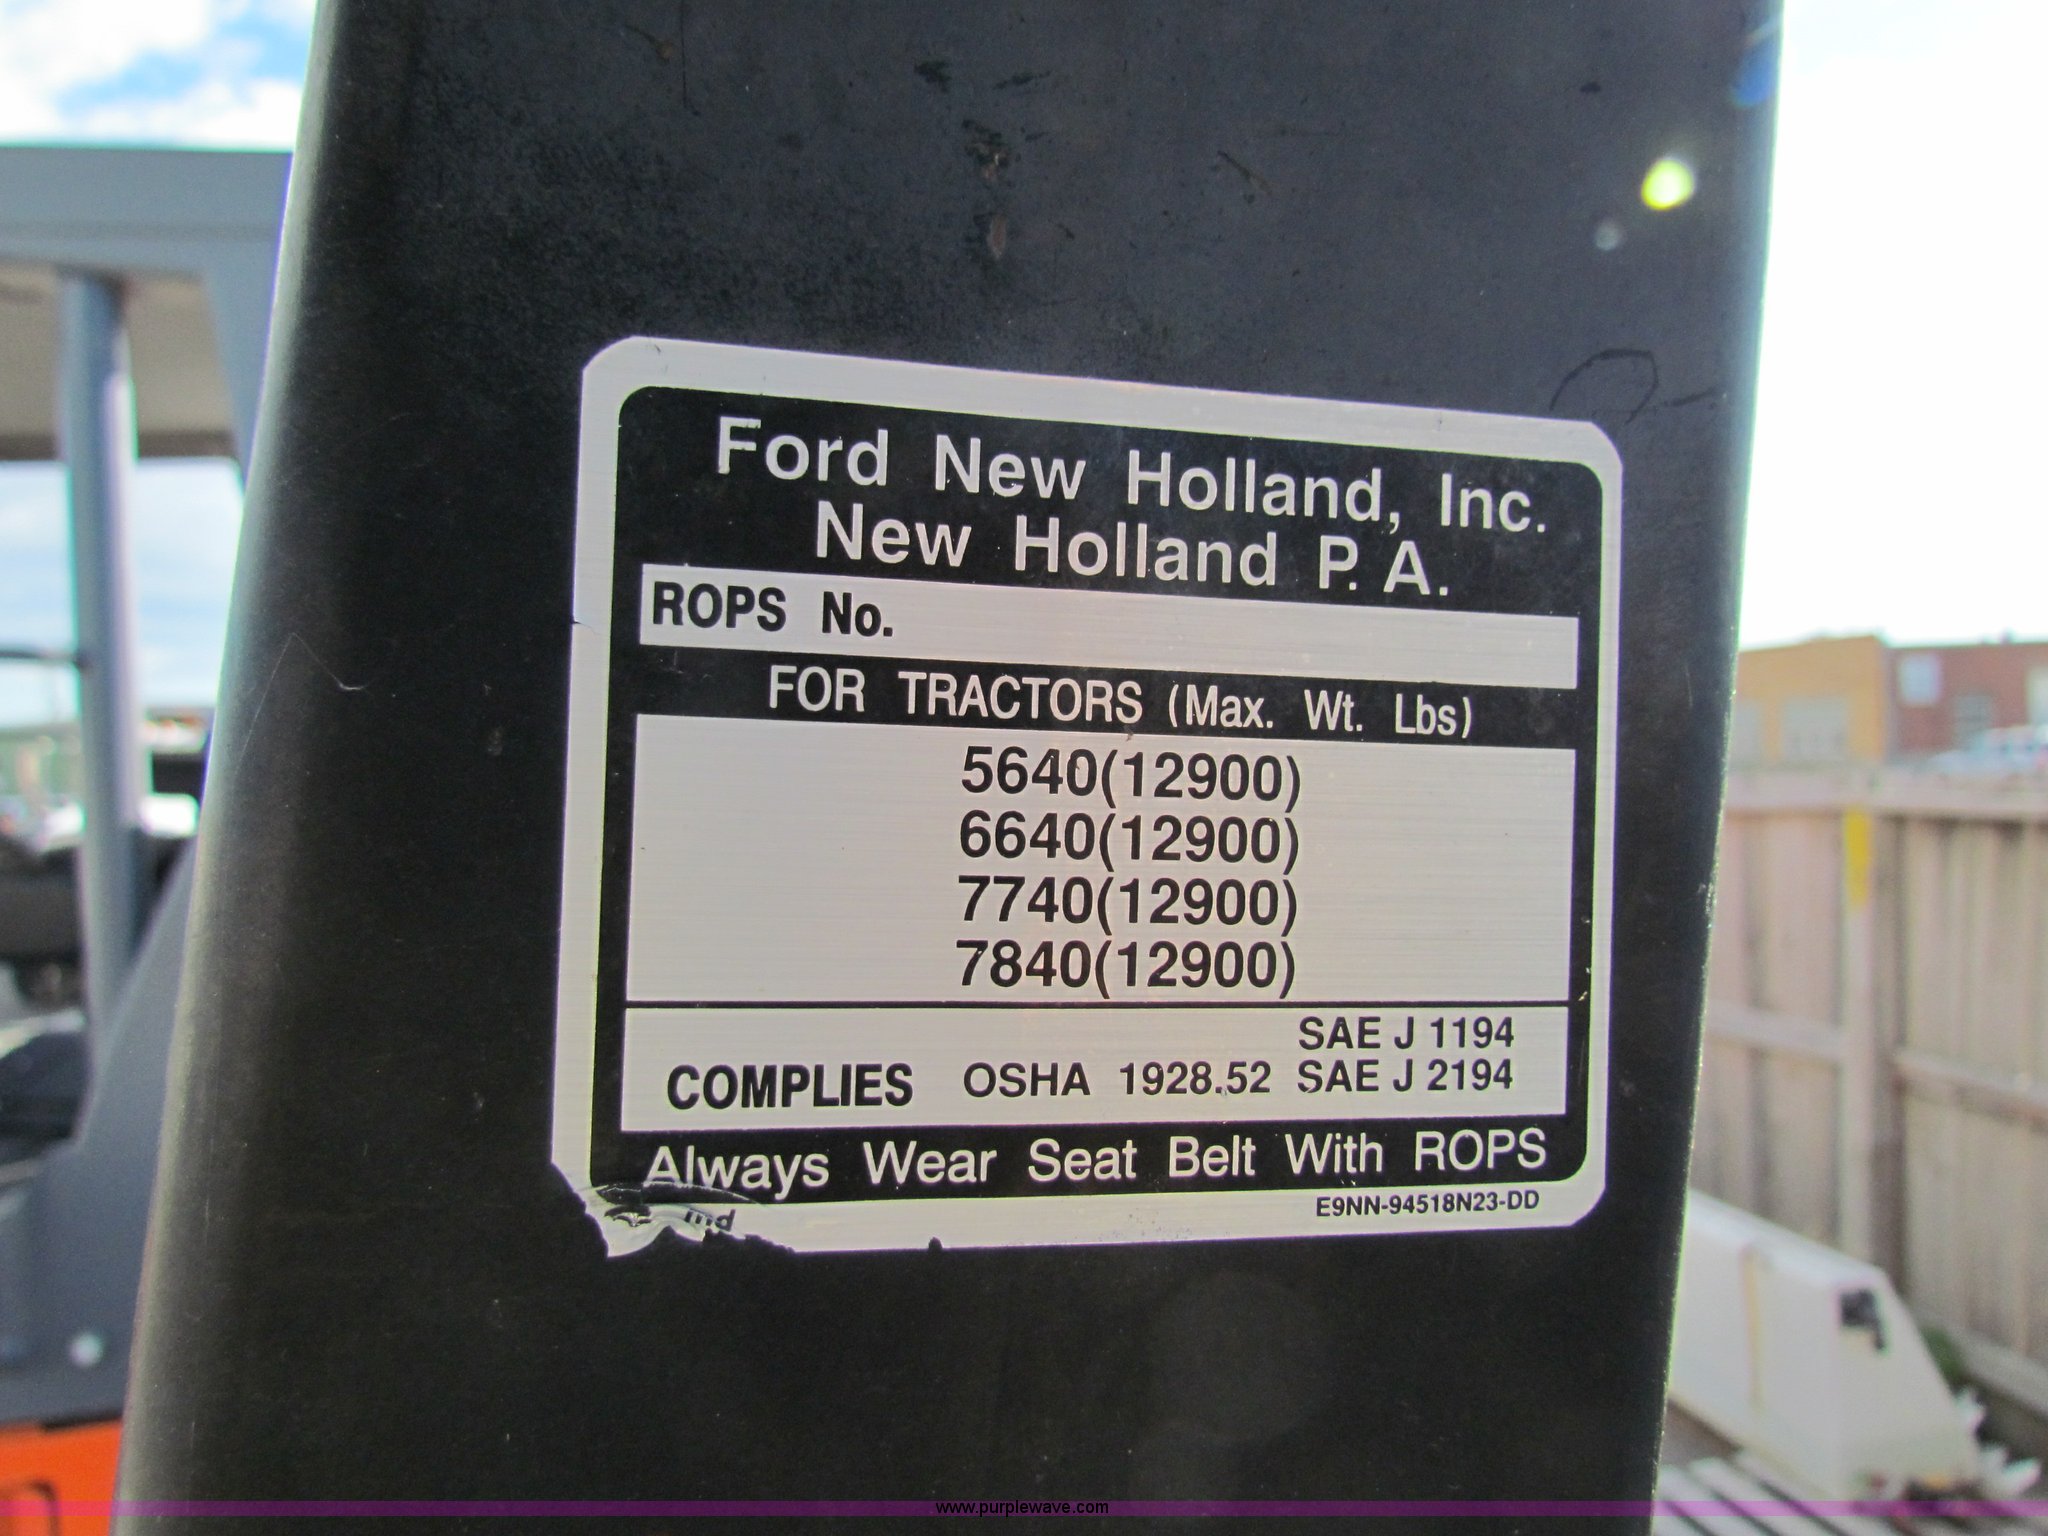 Ford New Holland, Inc.
New Holland P. A.
ROPS No.
FOR TRACTORS (Max. Wt. Lbs)
5640(12900)
6640(12900)
7740(12900)
7840(12900)
SAE J 1194
COMPLIES OSHA 1928.52 SAE J 2194
Always Wear Seat Belt With ROPS
E9NN-94518N23-DD
www.purplewave.com